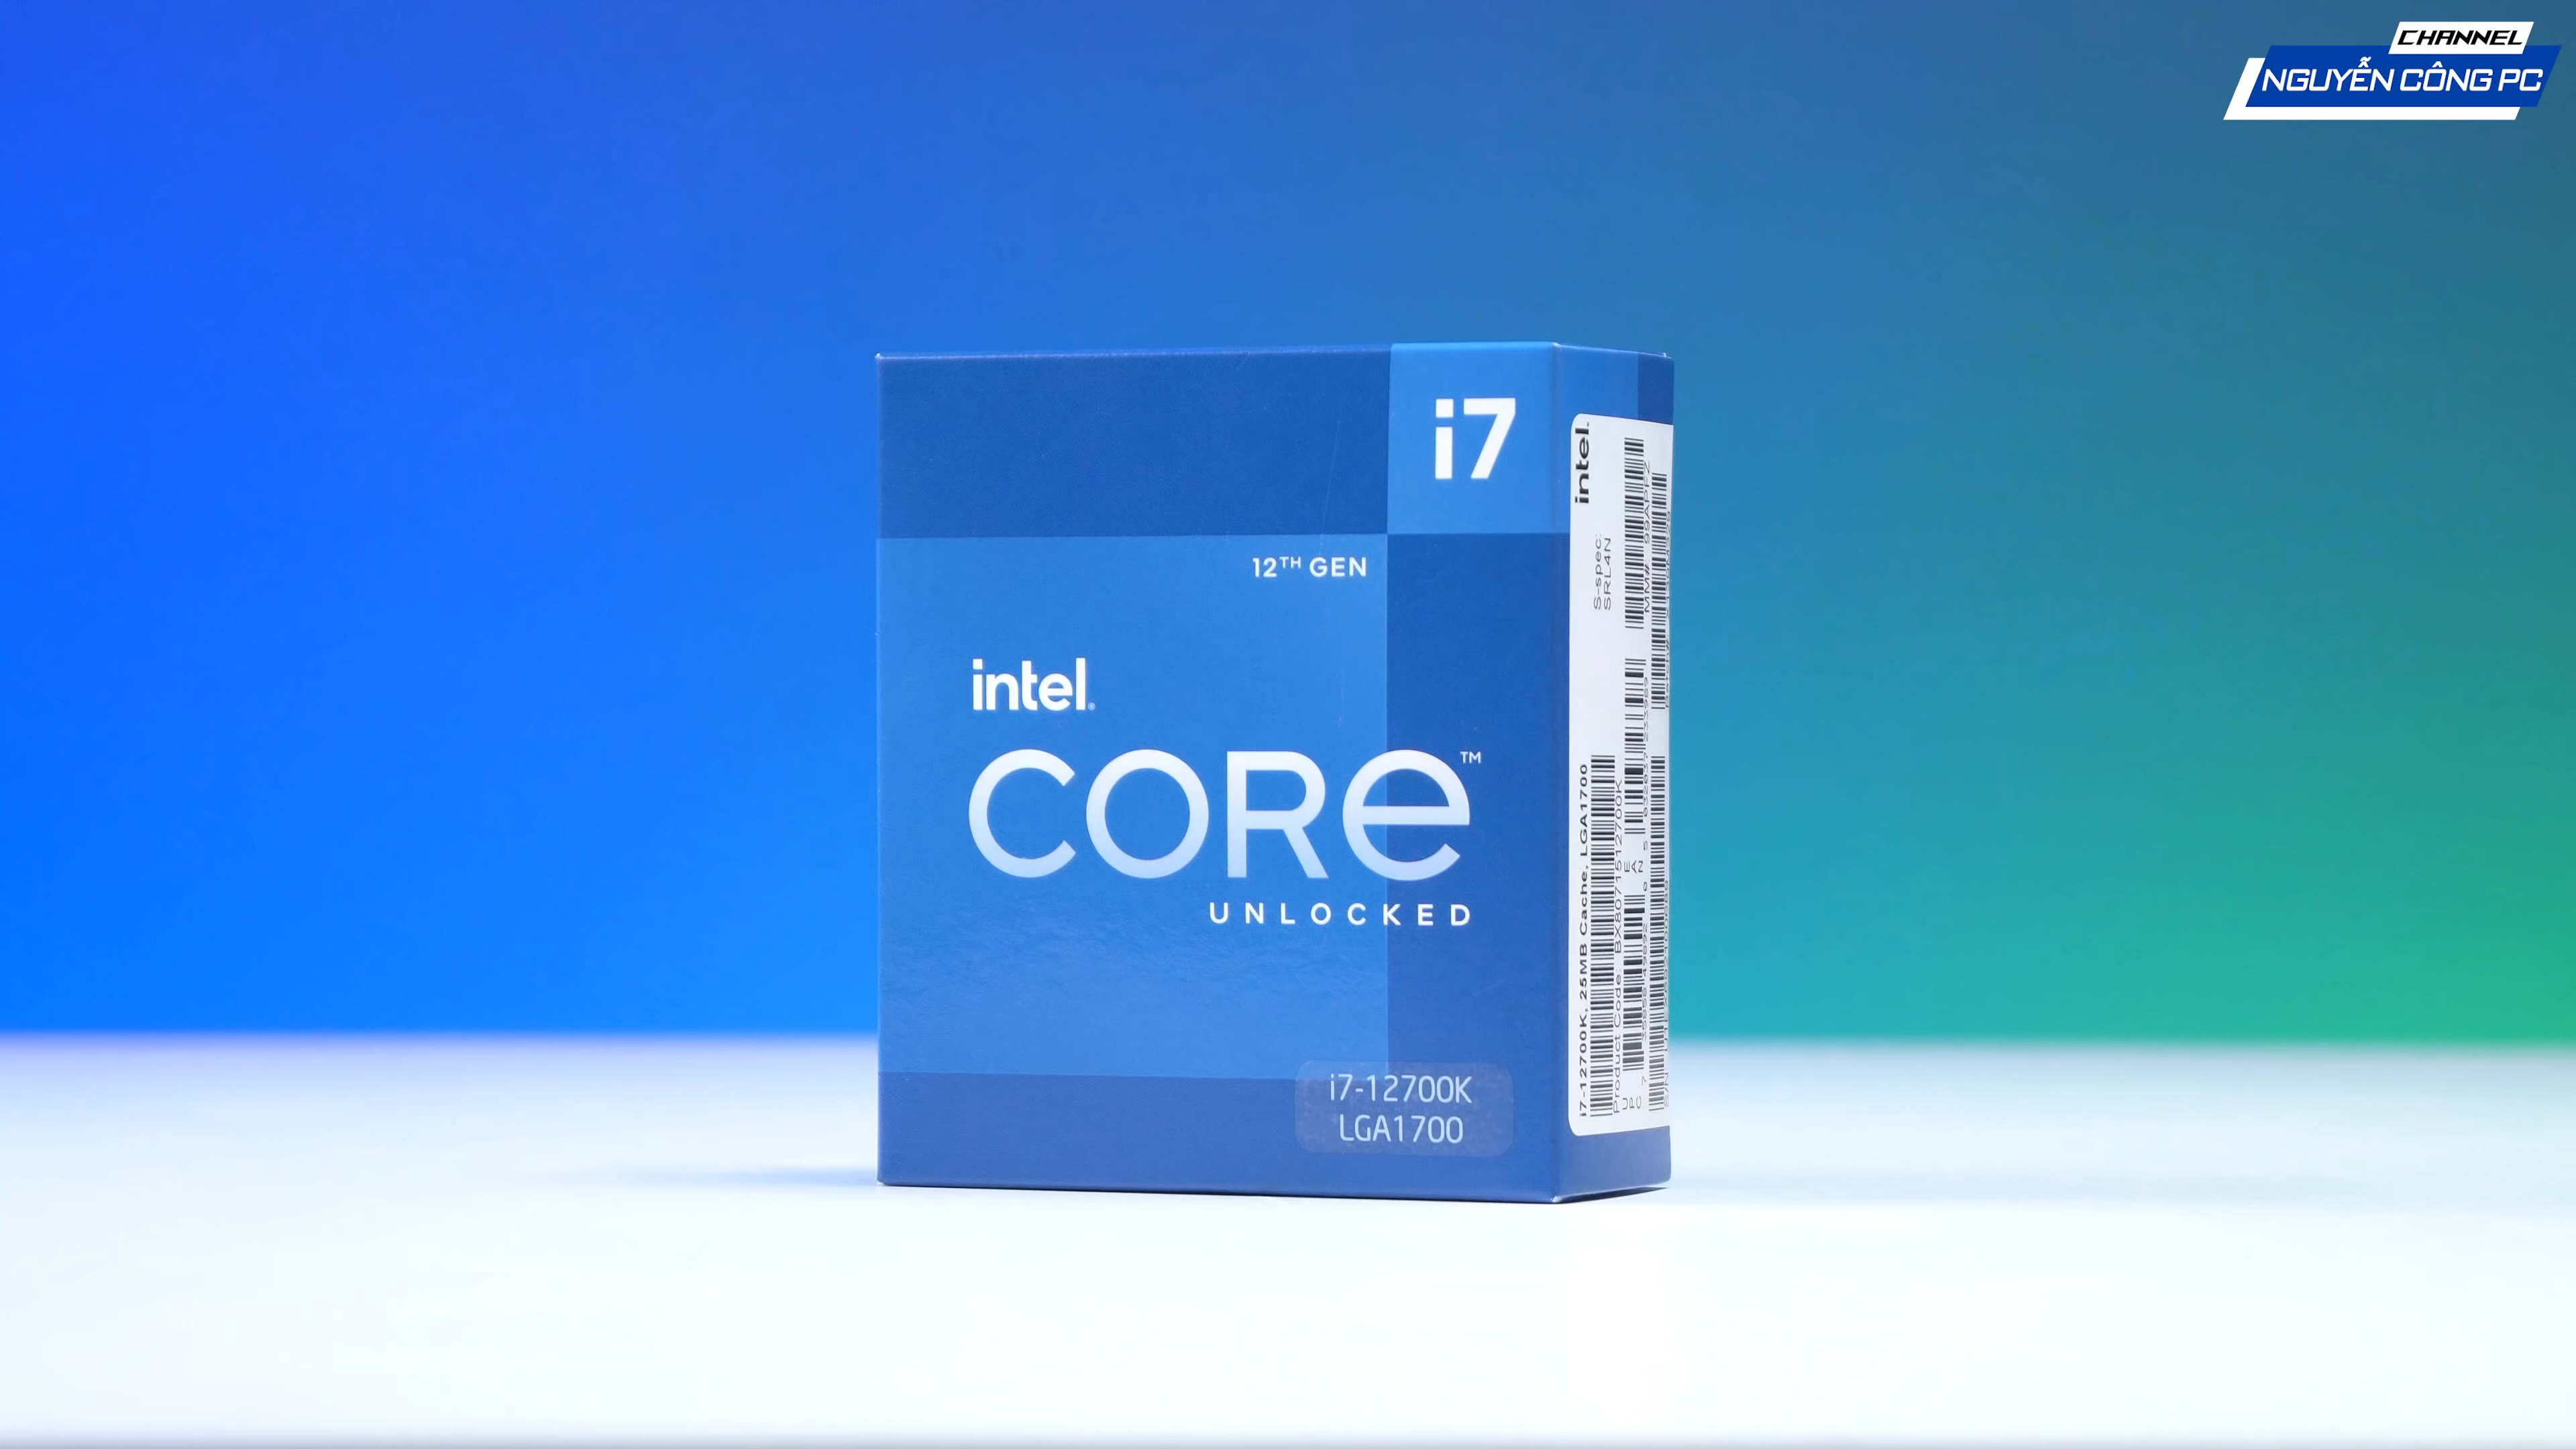 CHANNEL
NGUYỄN CÔNG PC
i7
12TH GEN
intel
CORE™
UNLOCKED
i7-12700K
LGA1700
intel
S-spec:
SRL4N
i7-12700K, 25MB Cache, LGA1700
Product Code: BX8071512700K